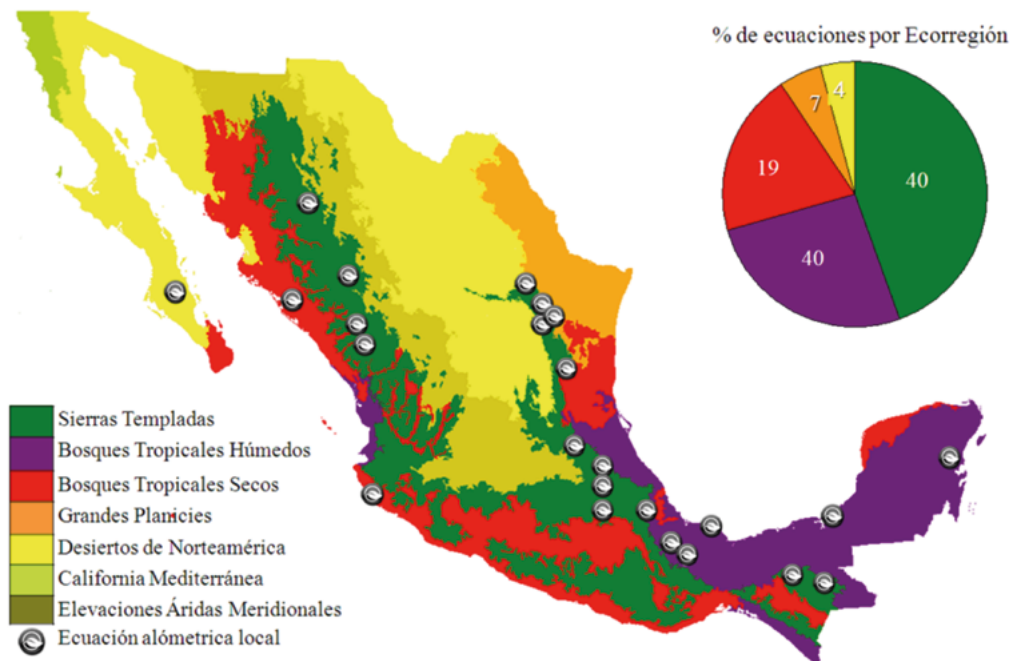 % de ecuaciones por Ecorregión
4
7
19
40
40
Sierras Templadas
Bosques Tropicales Húmedos
Bosques Tropicales Secos
Grandes Planicies
Desiertos de Norteamérica
California Mediterránea
Elevaciones Áridas Meridionales
Ecuación alómetrica local